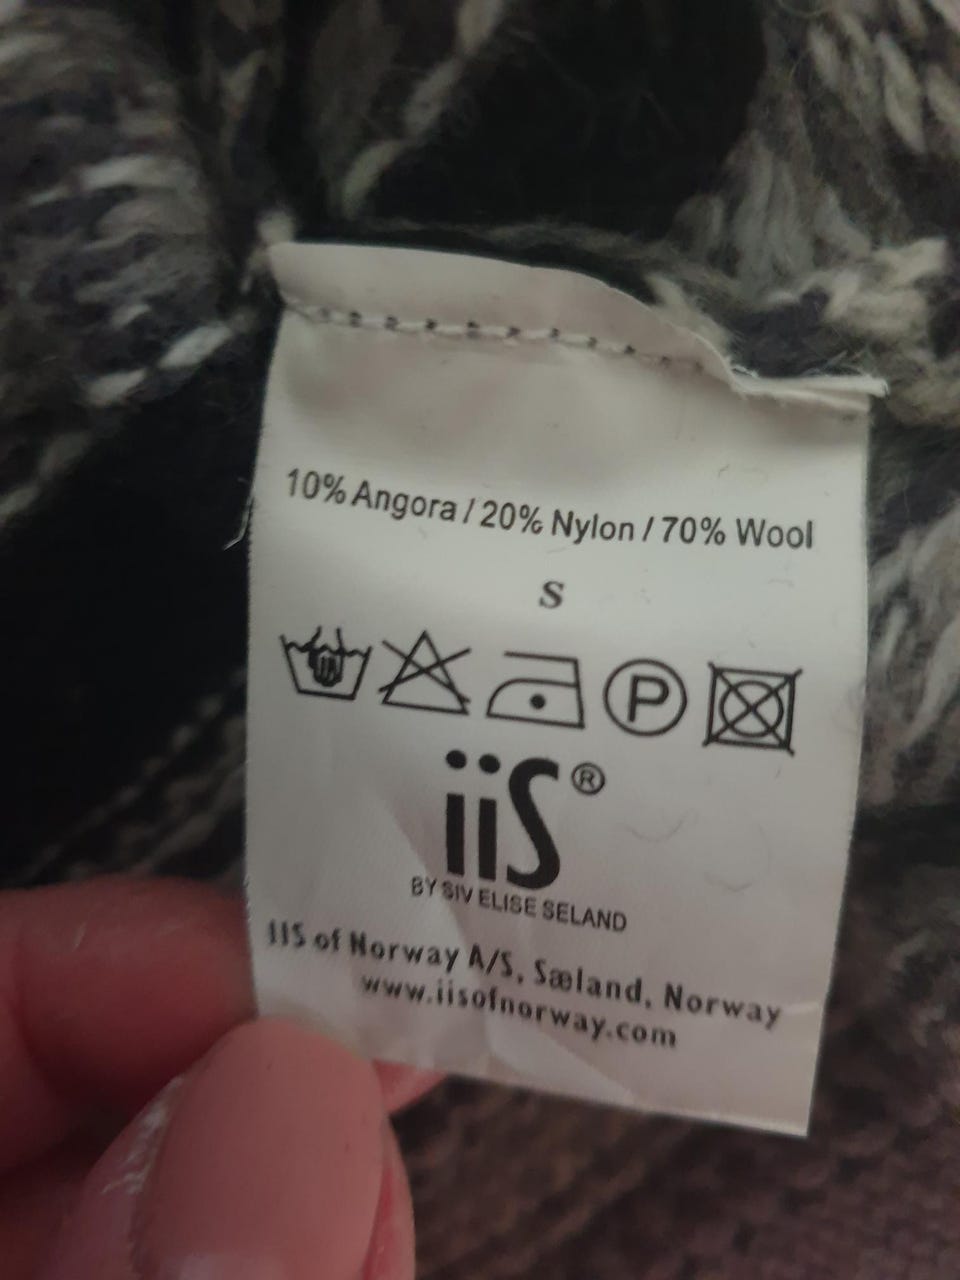 10% Angora / 20% Nylon / 70% Wool
S
P
iiS®
BY SIV ELISE SELAND
IIS of Norway A/S, Sæland, Norway
www.iisofnorway.com